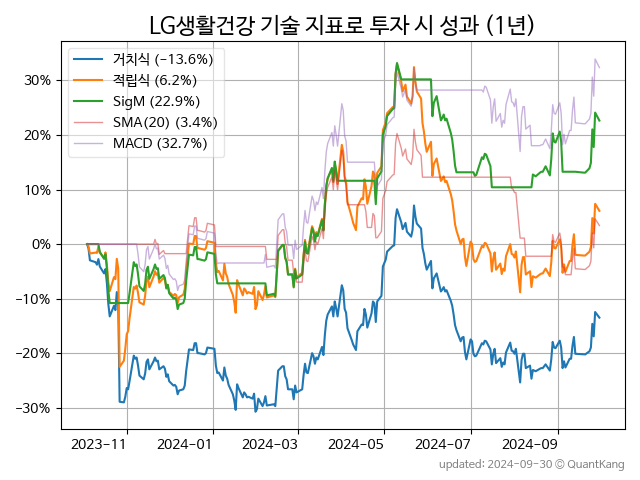 LG생활건강 기술 지표로 투자 시 성과 (1년)
거치식 (-13.6%)
적립식 (6.2%)
SigM (22.9%)
SMA(20) (3.4%)
MACD (32.7%)
30%
20%
10%
0%
−10%
−20%
−30%
2023-11 2024-01 2024-03 2024-05 2024-07 2024-09
updated: 2024-09-30 © QuantKang